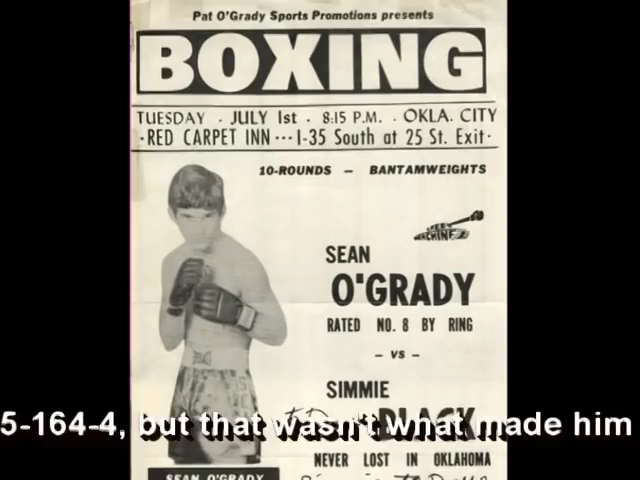 Pat O'Grady Sports Promotions presents
BOXING
TUESDAY . JULY 1st . 8:15 P.M. . OKLA. CITY
·RED CARPET INN ··· I-35 South at 25 St. Exit·
10-ROUNDS – BANTAMWEIGHTS
MACHINE
SEAN
O'GRADY
RATED NO. 8 BY RING
– VS –
SIMMIE
BLACK
5-164-4, but that wasn't what made him
NEVER LOST IN OKLAHOMA
SEAN O'GRADY